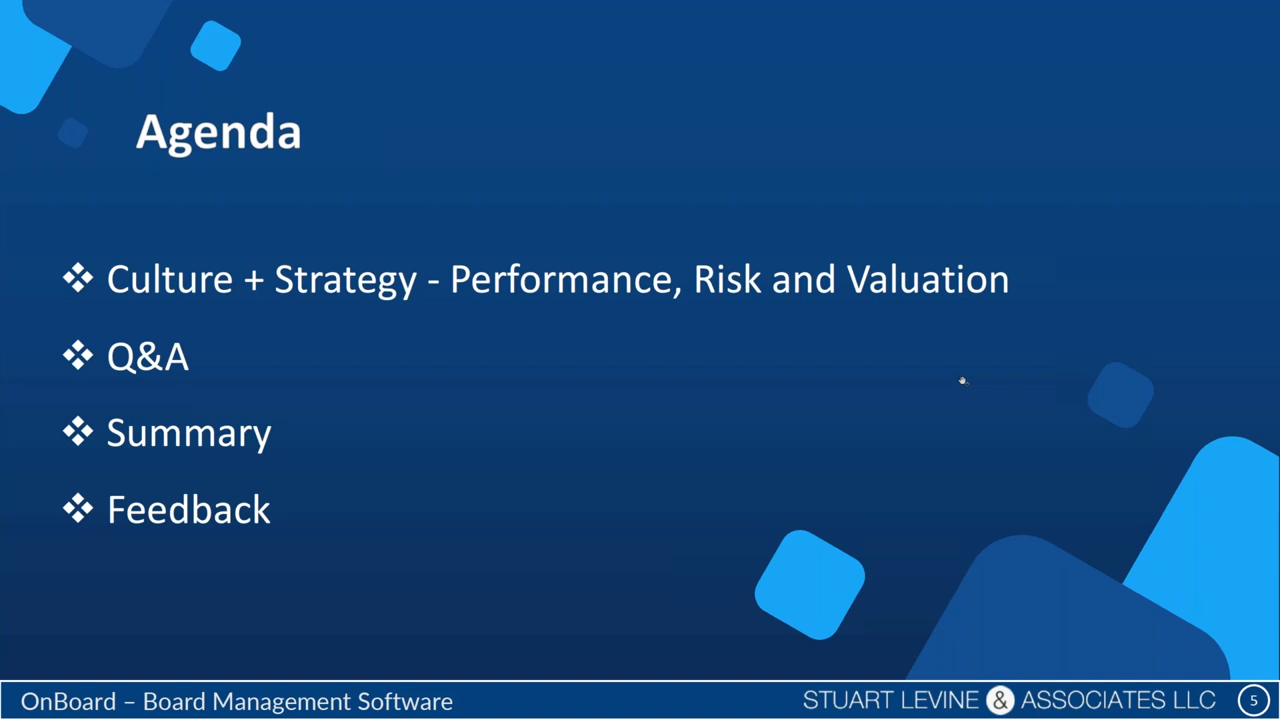 Agenda
❖ Culture + Strategy - Performance, Risk and Valuation
❖ Q&A
❖ Summary
❖ Feedback
OnBoard – Board Management Software
STUART LEVINE & ASSOCIATES LLC
5